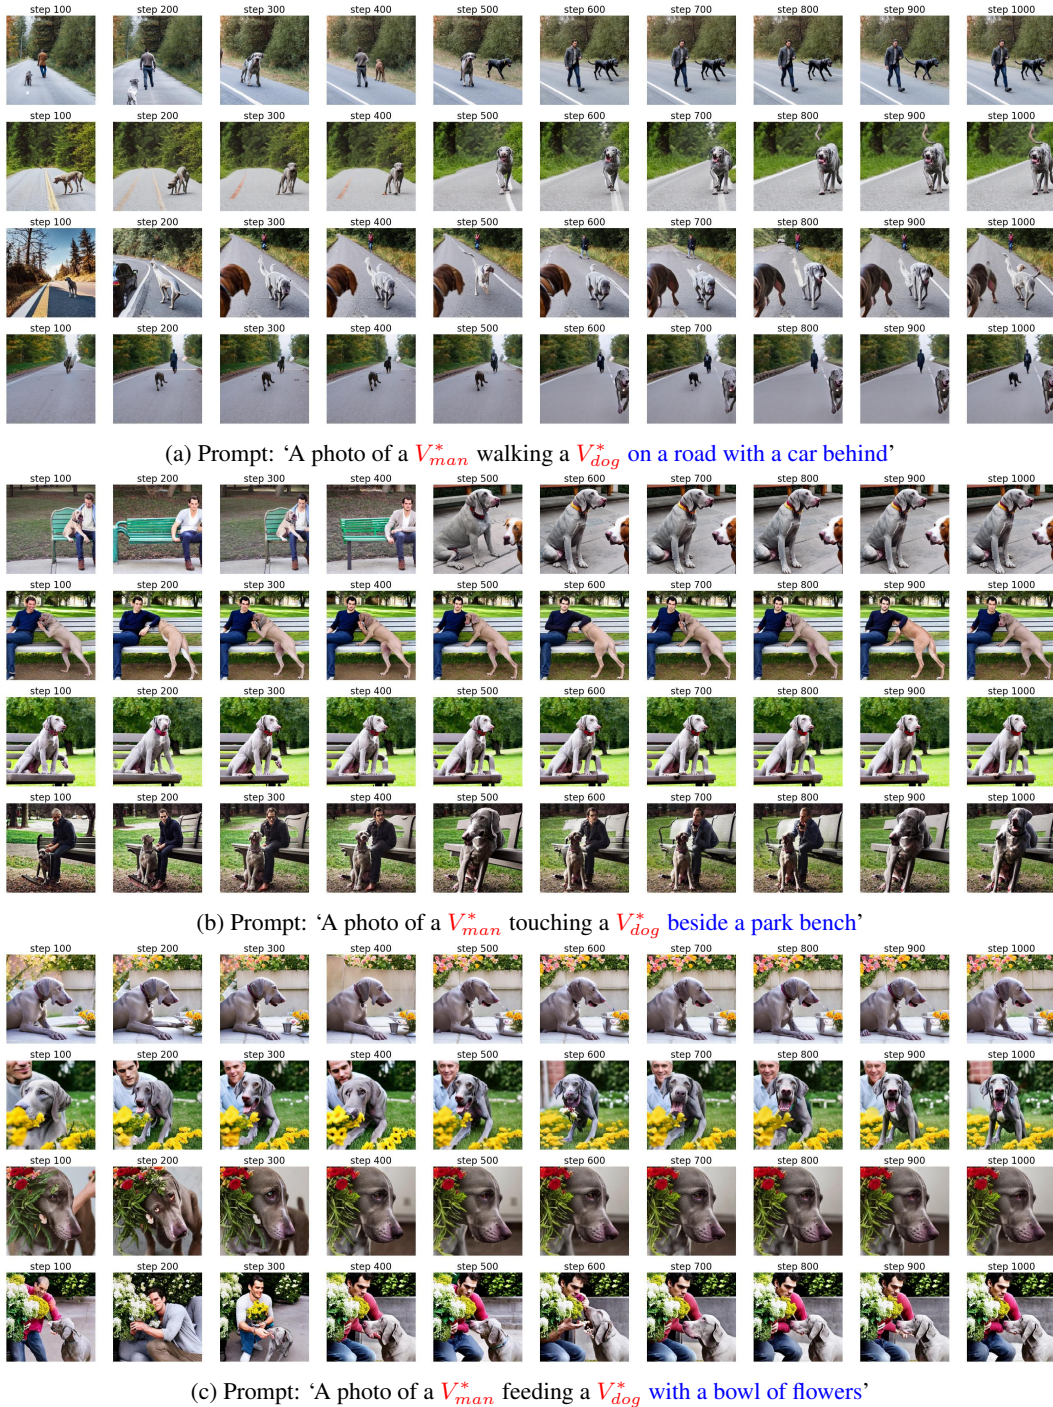 step 100 step 200 step 300 step 400 step 500 step 600 step 700 step 800 step 900 step 1000
step 100 step 200 step 300 step 400 step 500 step 600 step 700 step 800 step 900 step 1000
step 100 step 200 step 300 step 400 step 500 step 600 step 700 step 800 step 900 step 1000
step 100 step 200 step 300 step 400 step 500 step 600 step 700 step 800 step 900 step 1000
(a) Prompt: ‘A photo of a V*man walking a V*dog on a road with a car behind’
step 100 step 200 step 300 step 400 step 500 step 600 step 700 step 800 step 900 step 1000
step 100 step 200 step 300 step 400 step 500 step 600 step 700 step 800 step 900 step 1000
step 100 step 200 step 300 step 400 step 500 step 600 step 700 step 800 step 900 step 1000
step 100 step 200 step 300 step 400 step 500 step 600 step 700 step 800 step 900 step 1000
(b) Prompt: ‘A photo of a V*man touching a V*dog beside a park bench’
step 100 step 200 step 300 step 400 step 500 step 600 step 700 step 800 step 900 step 1000
step 100 step 200 step 300 step 400 step 500 step 600 step 700 step 800 step 900 step 1000
step 100 step 200 step 300 step 400 step 500 step 600 step 700 step 800 step 900 step 1000
step 100 step 200 step 300 step 400 step 500 step 600 step 700 step 800 step 900 step 1000
(c) Prompt: ‘A photo of a V*man feeding a V*dog with a bowl of flowers’